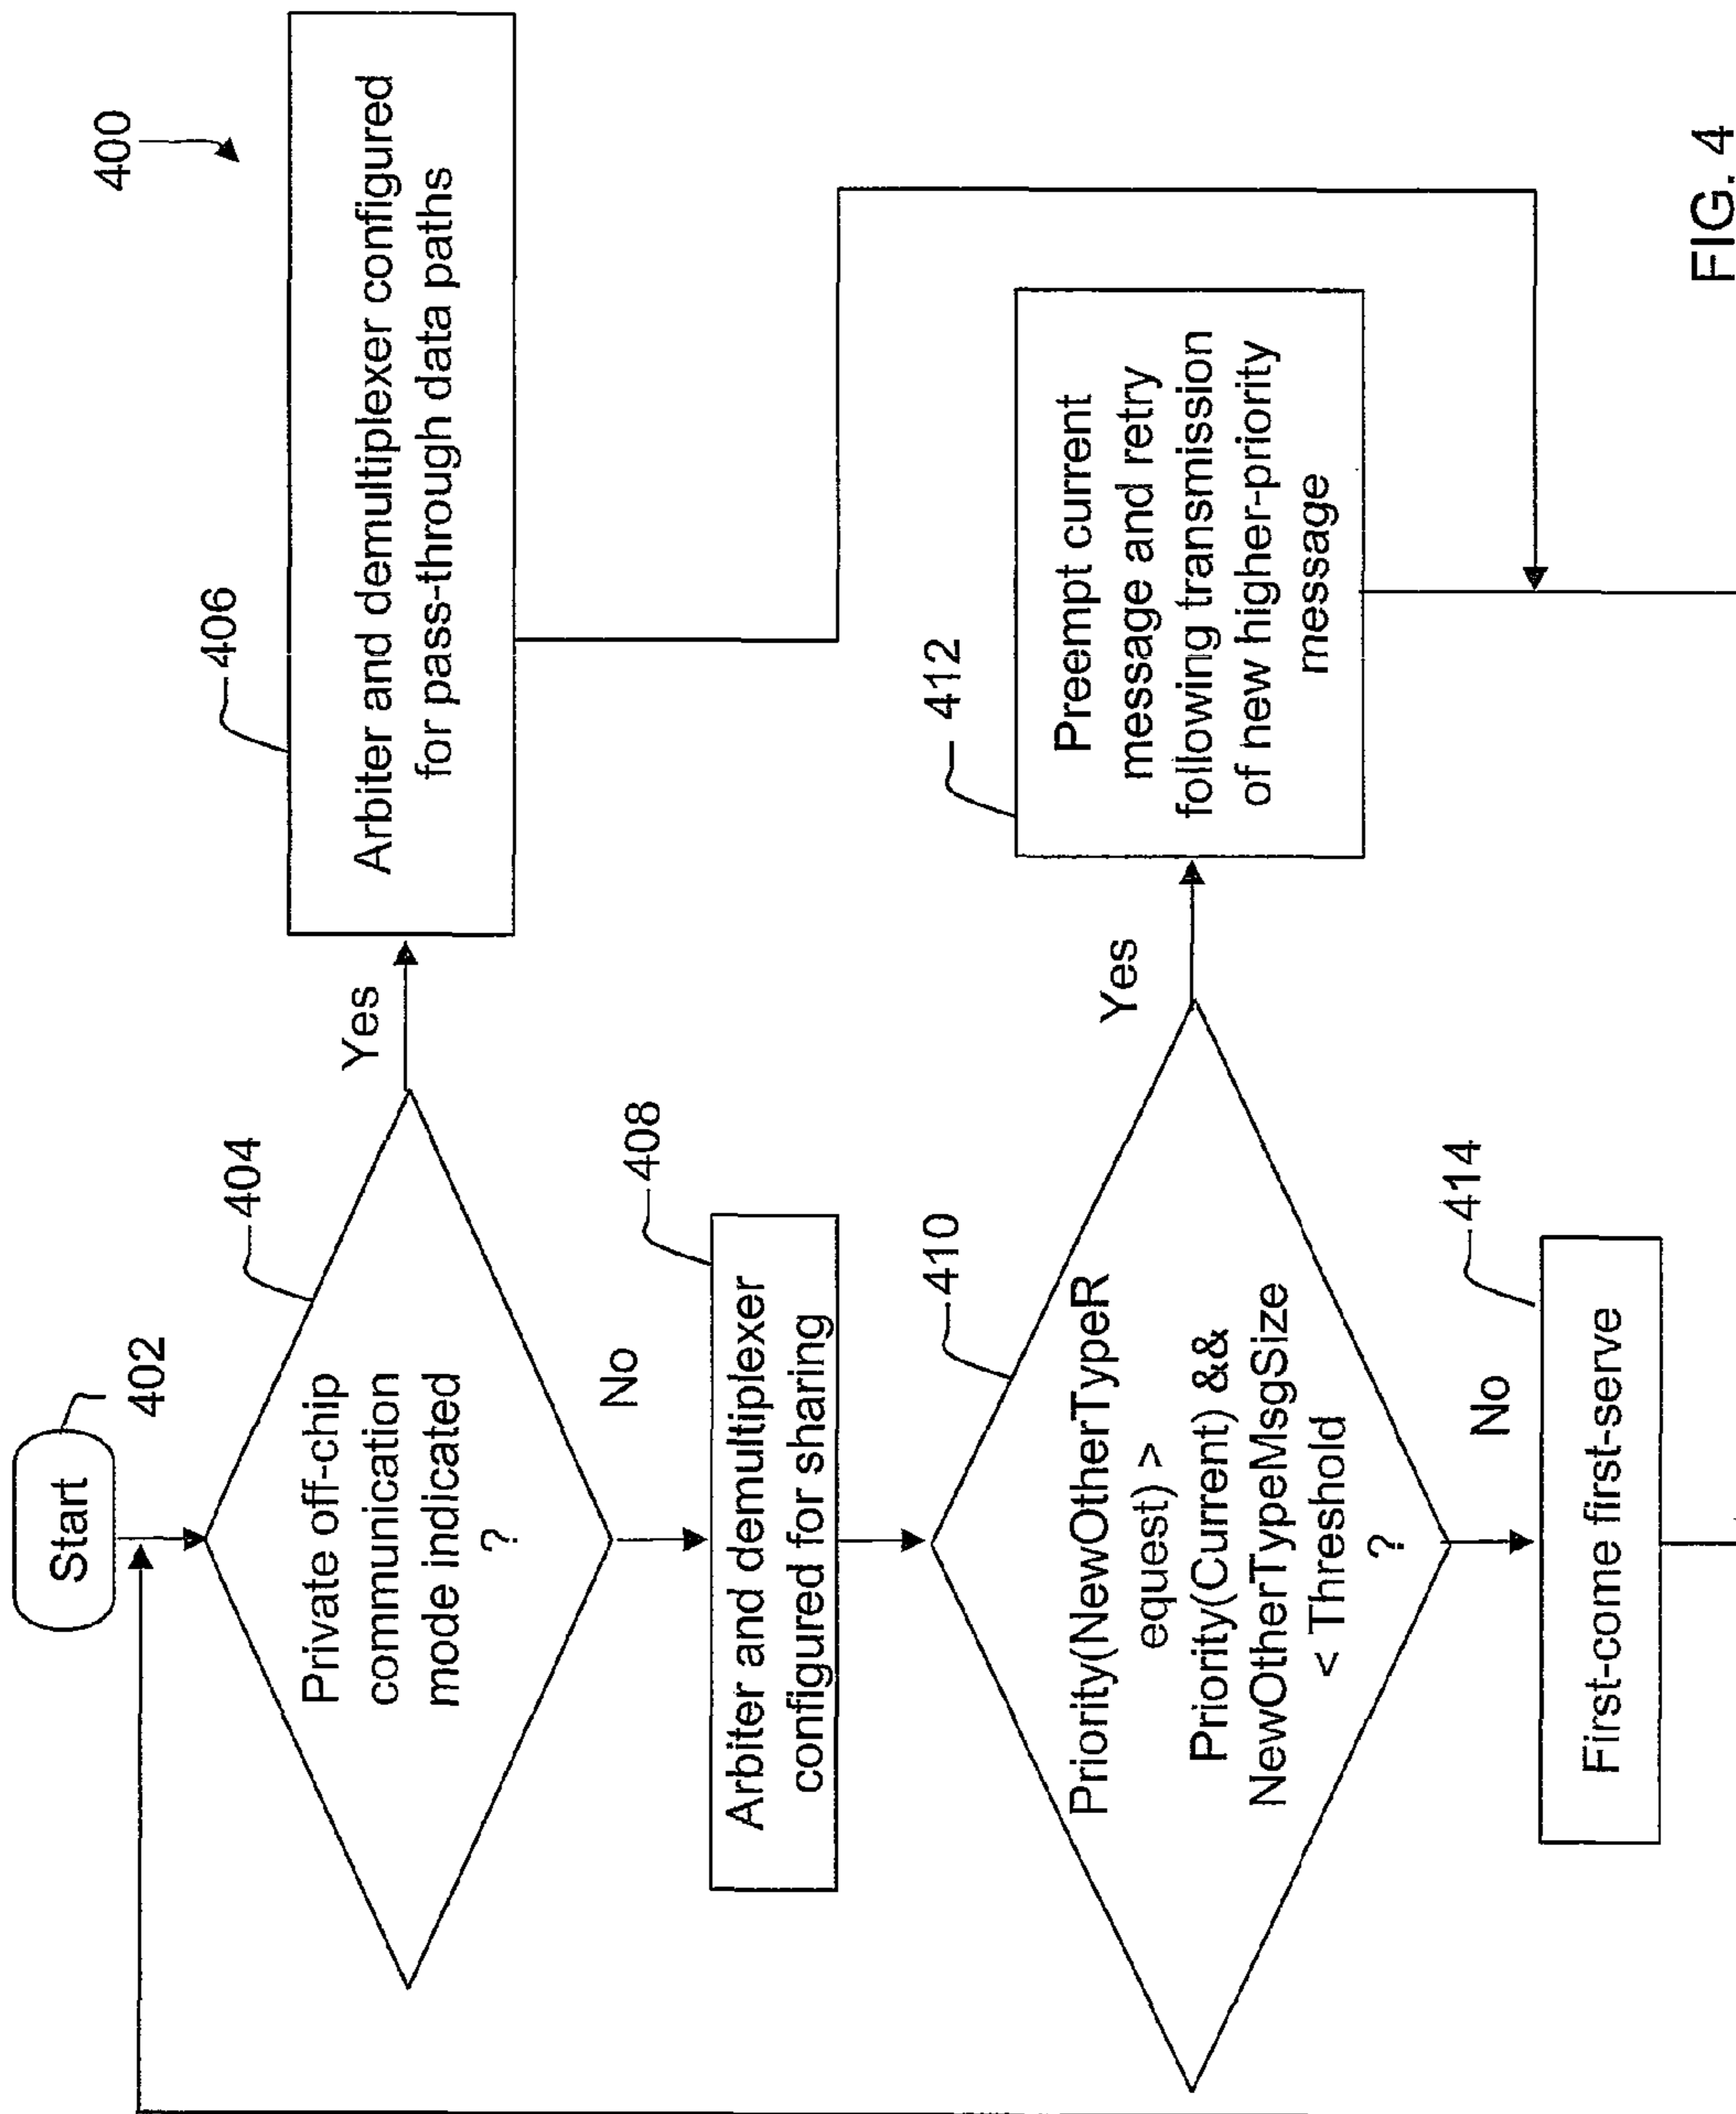 400
Start
402
Private off-chip
communication
mode indicated
?
404
Yes
Arbiter and demultiplexer configured
for pass-through data paths
406
No
Arbiter and demultiplexer
configured for sharing
408
Priority(NewOtherTypeR
equest) >
Priority(Current) &&
NewOtherTypeMsgSize
< Threshold
?
410
Yes
Preempt current
message and retry
following transmission
of new higher-priority
message
412
No
First-come first-serve
414
FIG. 4